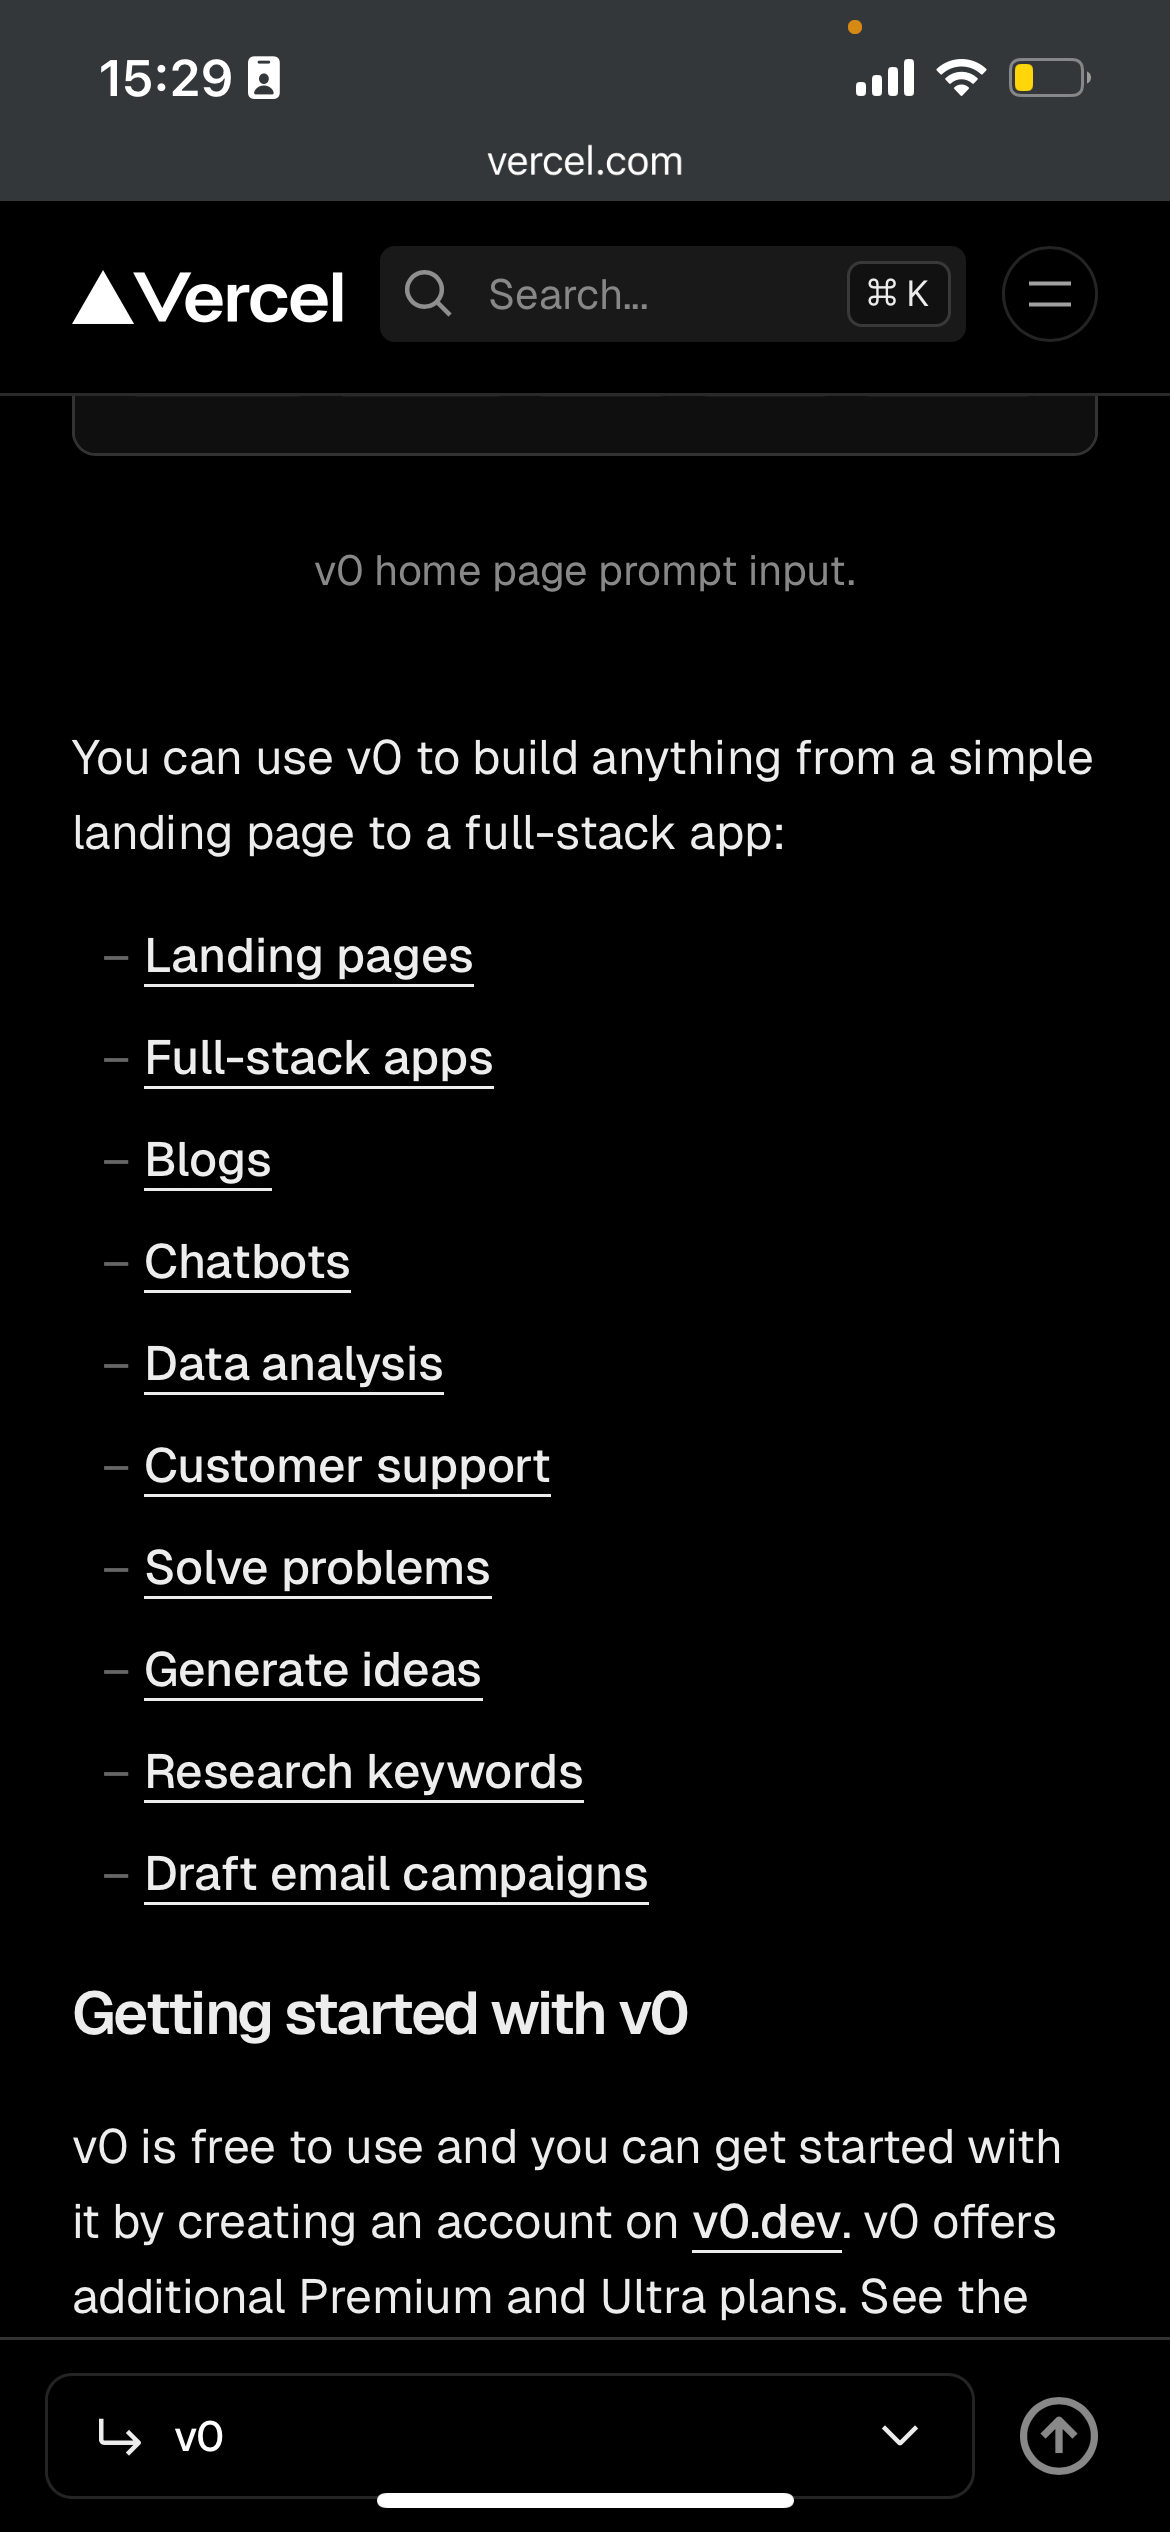 15:29
vercel.com
Vercel
Search...
⌘ K
v0 home page prompt input.
You can use v0 to build anything from a simple
landing page to a full-stack app:
– Landing pages
– Full-stack apps
– Blogs
– Chatbots
– Data analysis
– Customer support
– Solve problems
– Generate ideas
– Research keywords
– Draft email campaigns
Getting started with v0
v0 is free to use and you can get started with
it by creating an account on v0.dev. v0 offers
additional Premium and Ultra plans. See the
v0